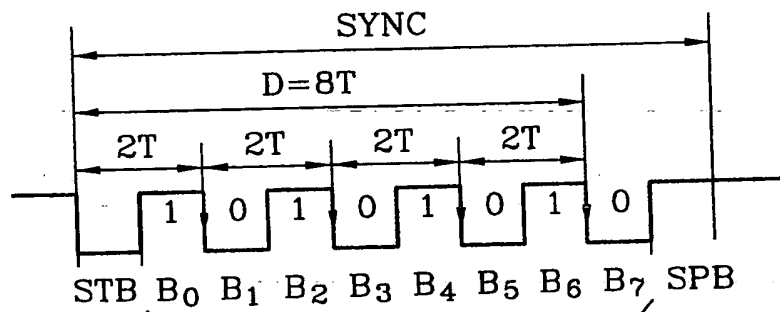 SYNC
D=8T
2T 2T 2T 2T
1 0 1 0 1 0 1 0
STB B₀ B₁ B₂ B₃ B₄ B₅ B₆ B₇ SPB